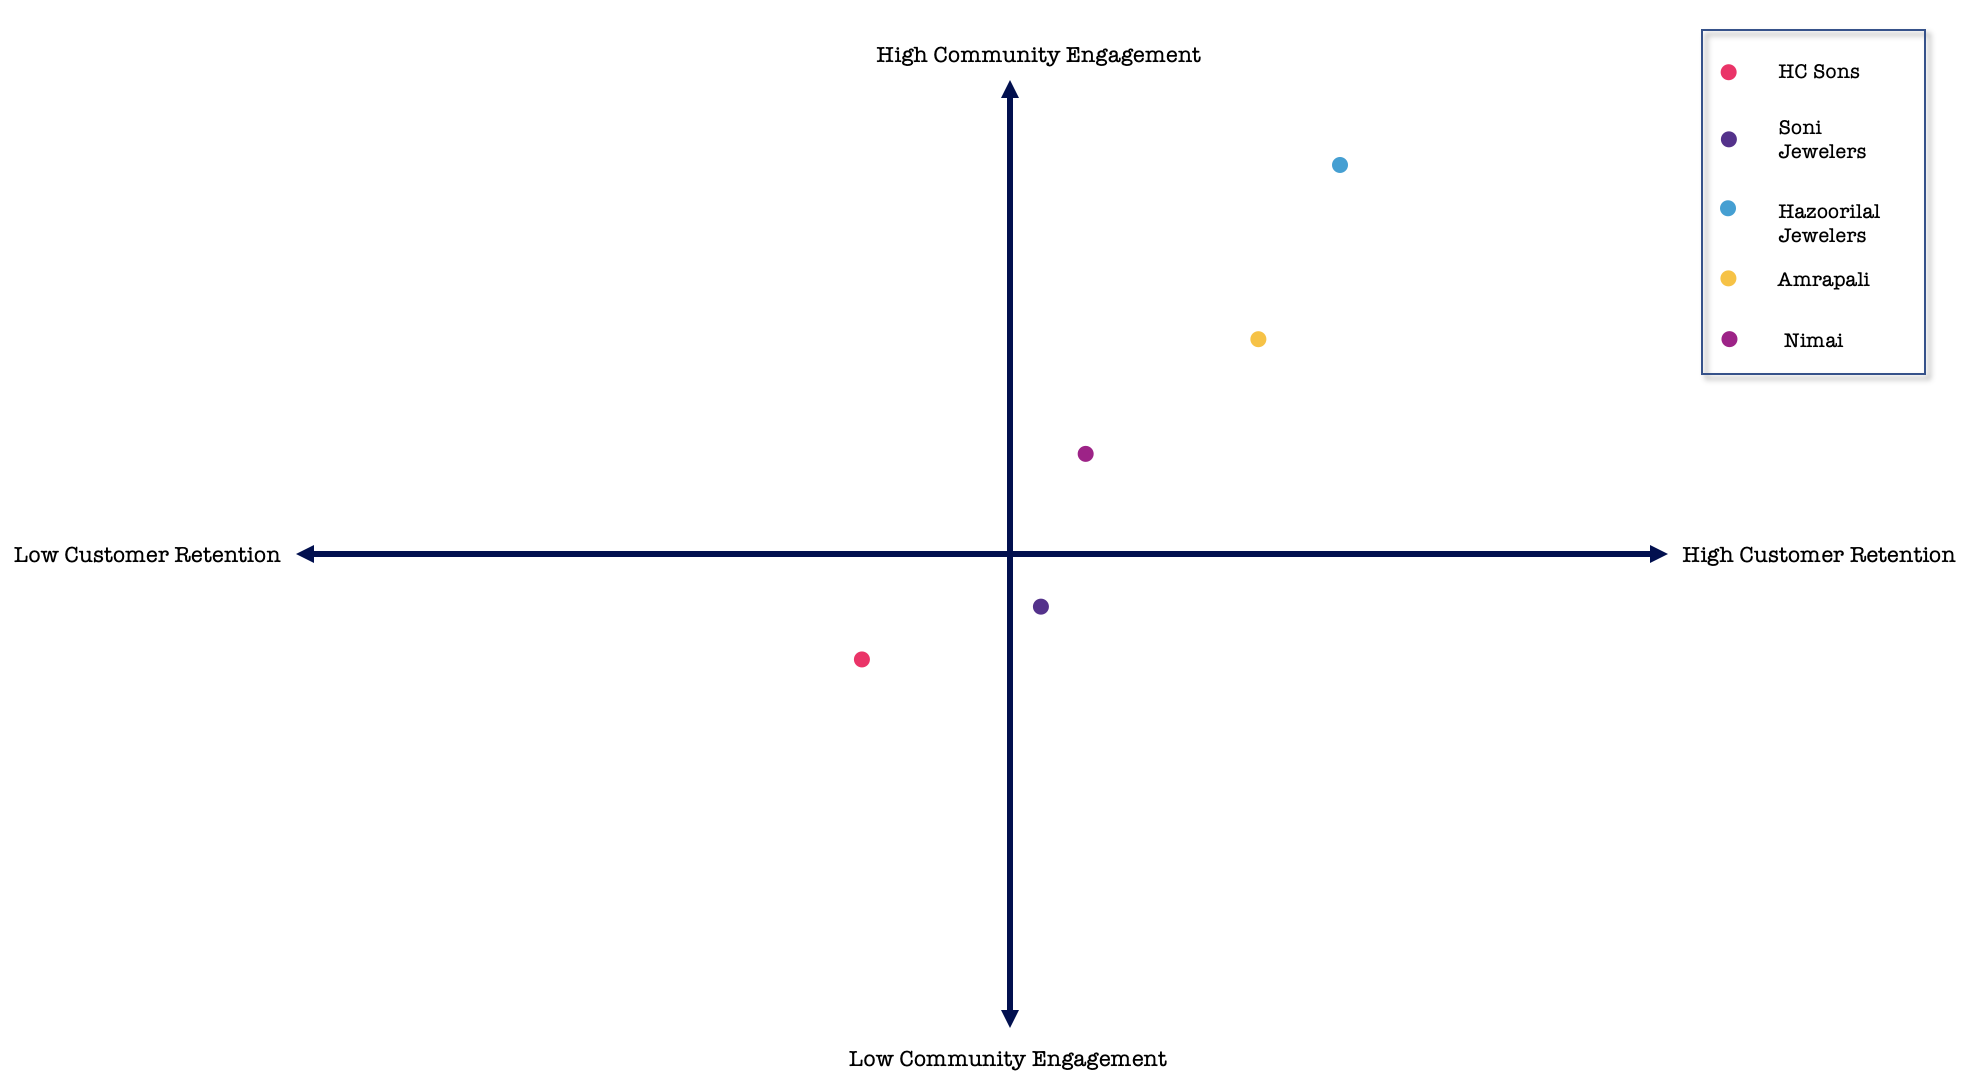 High Community Engagement
HC Sons
Soni
Jewelers
Hazoorilal
Jewelers
Amrapali
Nimai
Low Customer Retention
High Customer Retention
Low Community Engagement